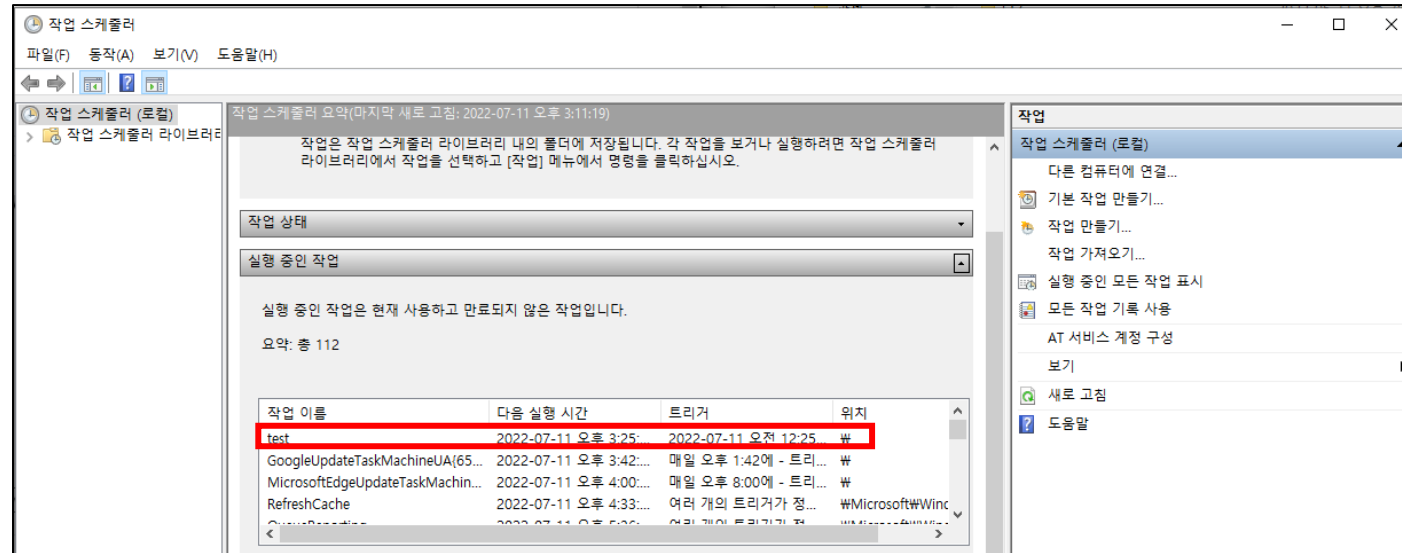 작업 스케줄러
파일(F) 동작(A) 보기(V) 도움말(H)
작업 스케줄러 (로컬)
작업 스케줄러 라이브러리
작업 스케줄러 요약(마지막 새로 고침: 2022-07-11 오후 3:11:19)
작업은 작업 스케줄러 라이브러리 내의 폴더에 저장됩니다. 각 작업을 보거나 실행하려면 작업 스케줄러
라이브러리에서 작업을 선택하고 [작업] 메뉴에서 명령을 클릭하십시오.
작업 상태
실행 중인 작업
실행 중인 작업은 현재 사용하고 만료되지 않은 작업입니다.
요약: 총 112
작업 이름 다음 실행 시간 트리거 위치
test 2022-07-11 오후 3:25:... 2022-07-11 오전 12:25... ₩
GoogleUpdateTaskMachineUA{65... 2022-07-11 오후 3:42:... 매일 오후 1:42에 - 트리... ₩
MicrosoftEdgeUpdateTaskMachin... 2022-07-11 오후 4:00:... 매일 오후 8:00에 - 트리... ₩
RefreshCache 2022-07-11 오후 4:33:... 여러 개의 트리거가 정... ₩Microsoft₩Winc
작업
작업 스케줄러 (로컬)
다른 컴퓨터에 연결...
기본 작업 만들기...
작업 만들기...
작업 가져오기...
실행 중인 모든 작업 표시
모든 작업 기록 사용
AT 서비스 계정 구성
보기
새로 고침
도움말